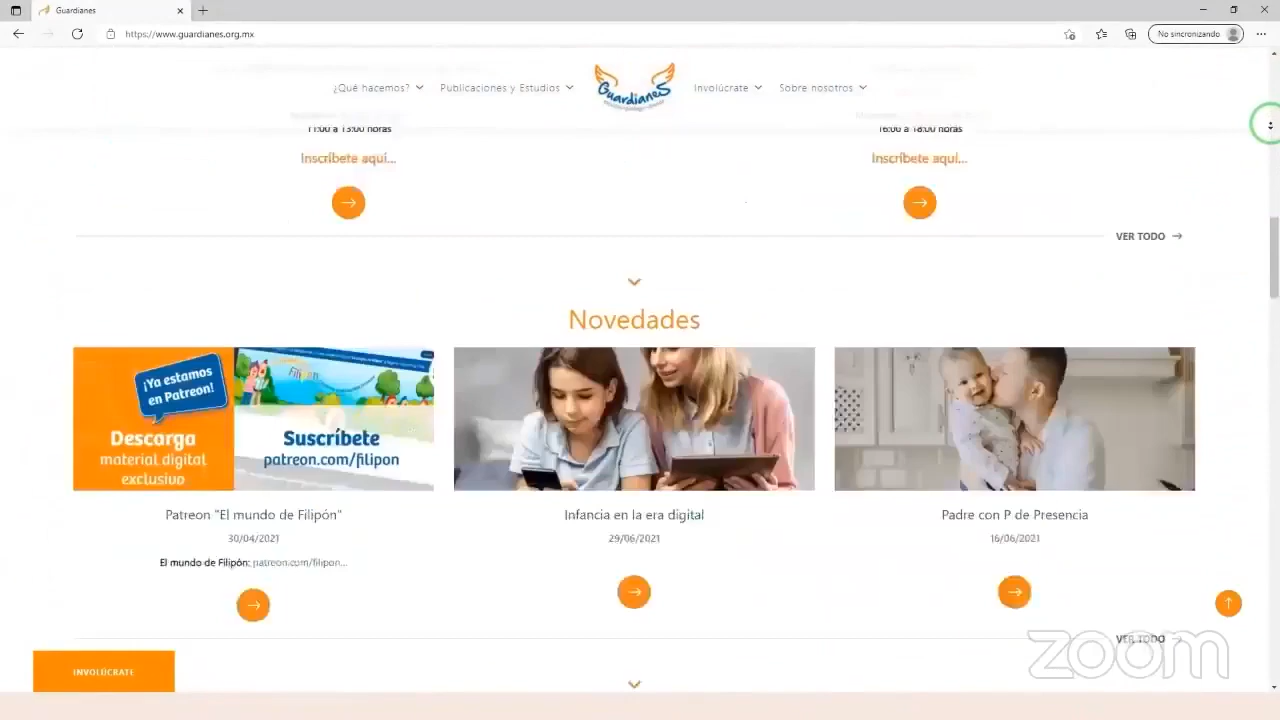 Guardianes
https://www.guardianes.org.mx
No sincronizando
¿Qué hacemos?
Publicaciones y Estudios
Guardianes
Involúcrate
Sobre nosotros
11:00 a 13:00 horas
16:00 a 18:00 horas
Inscríbete aquí...
Inscríbete aquí...
VER TODO
Novedades
¡Ya estamos
en Patreon!
Descarga
material digital
exclusivo
Filipón
Suscríbete
patreon.com/filipon
Patreon "El mundo de Filipón"
30/04/2021
El mundo de Filipón: patreon.com/filipon...
Infancia en la era digital
29/06/2021
Padre con P de Presencia
16/06/2021
VER TODO
INVOLÚCRATE
zoom